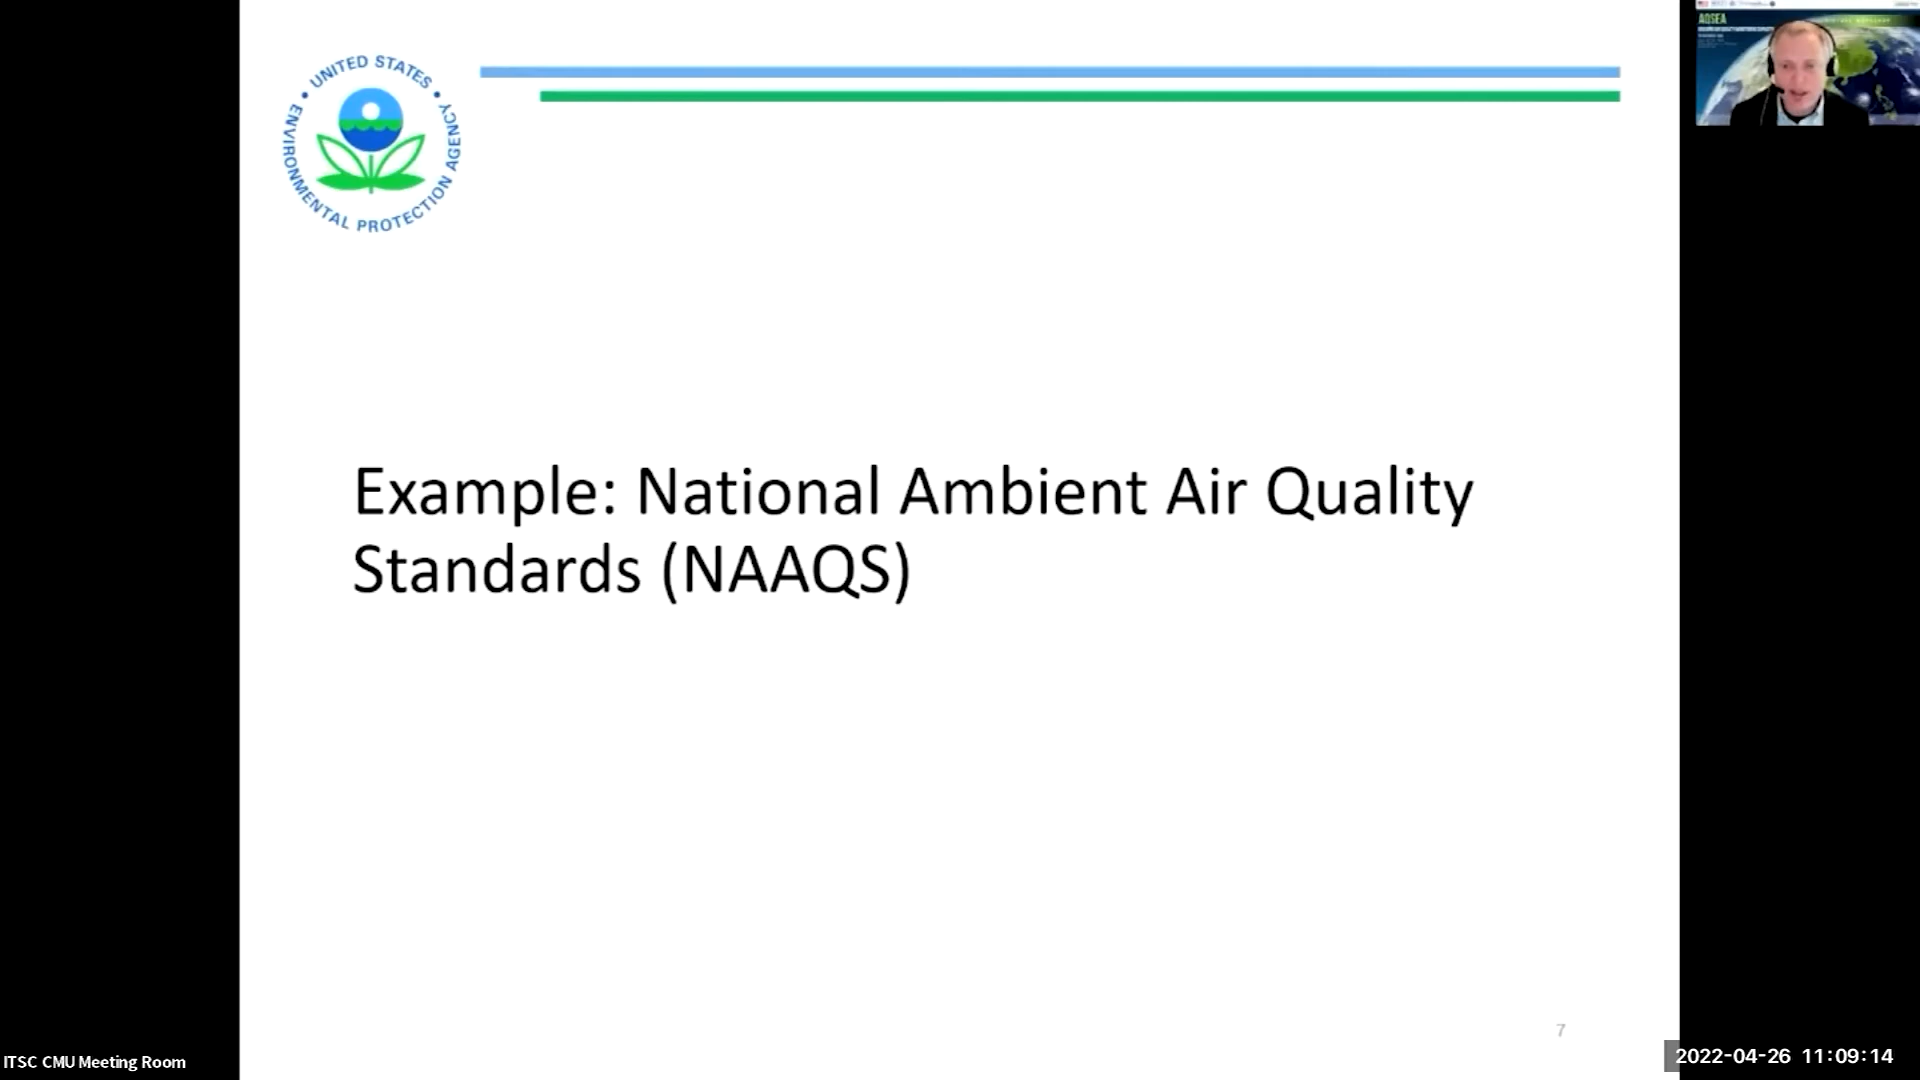 UNITED STATES
ENVIRONMENTAL PROTECTION AGENCY
AQSEA
Example: National Ambient Air Quality
Standards (NAAQS)
7
ITSC CMU Meeting Room
2022-04-26 11:09:14